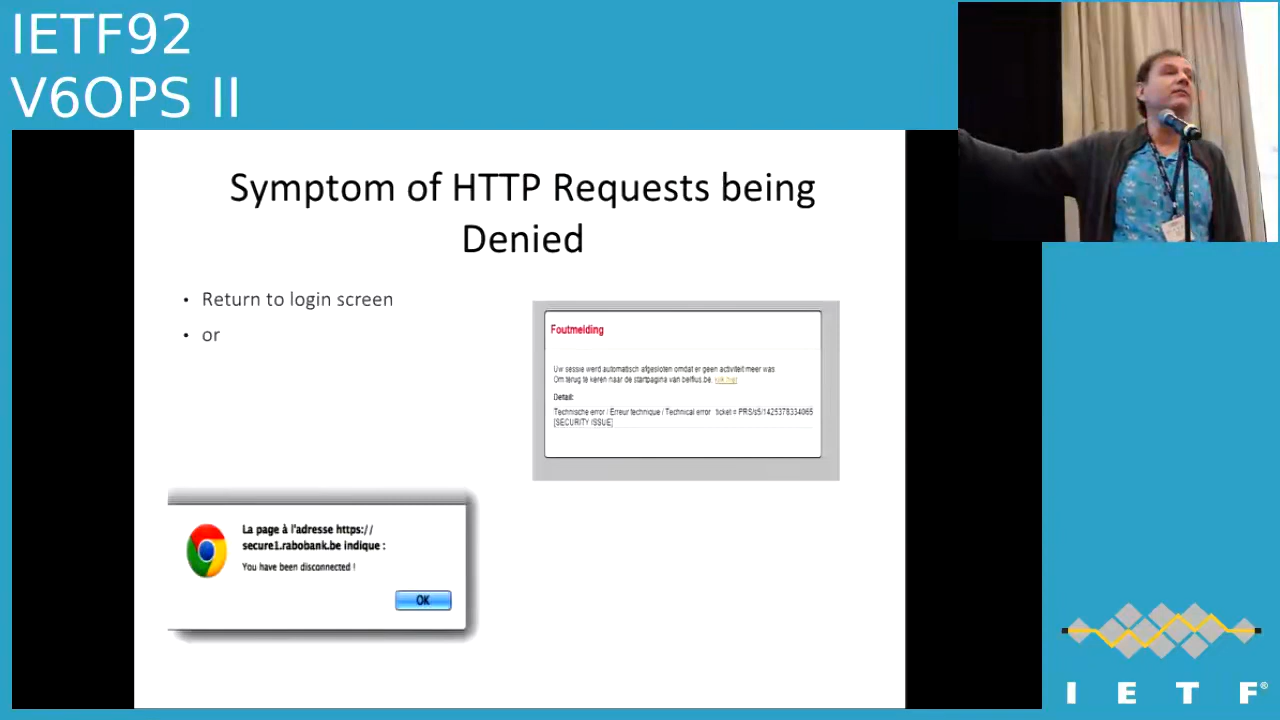 IETF92
V6OPS II
Symptom of HTTP Requests being
Denied
• Return to login screen
• or
Foutmelding
Uw sessie werd automatisch afgesloten omdat er geen activiteit meer was
Om terug te keren naar de startpagina van belfius.be
Detail:
Technische error / Erreur technique / Technical error ticket = PRS/s5/1425378334065
[SECURITY ISSUE]
La page à l'adresse https://
secure1.rabobank.be indique :
You have been disconnected !
OK
I E T F®